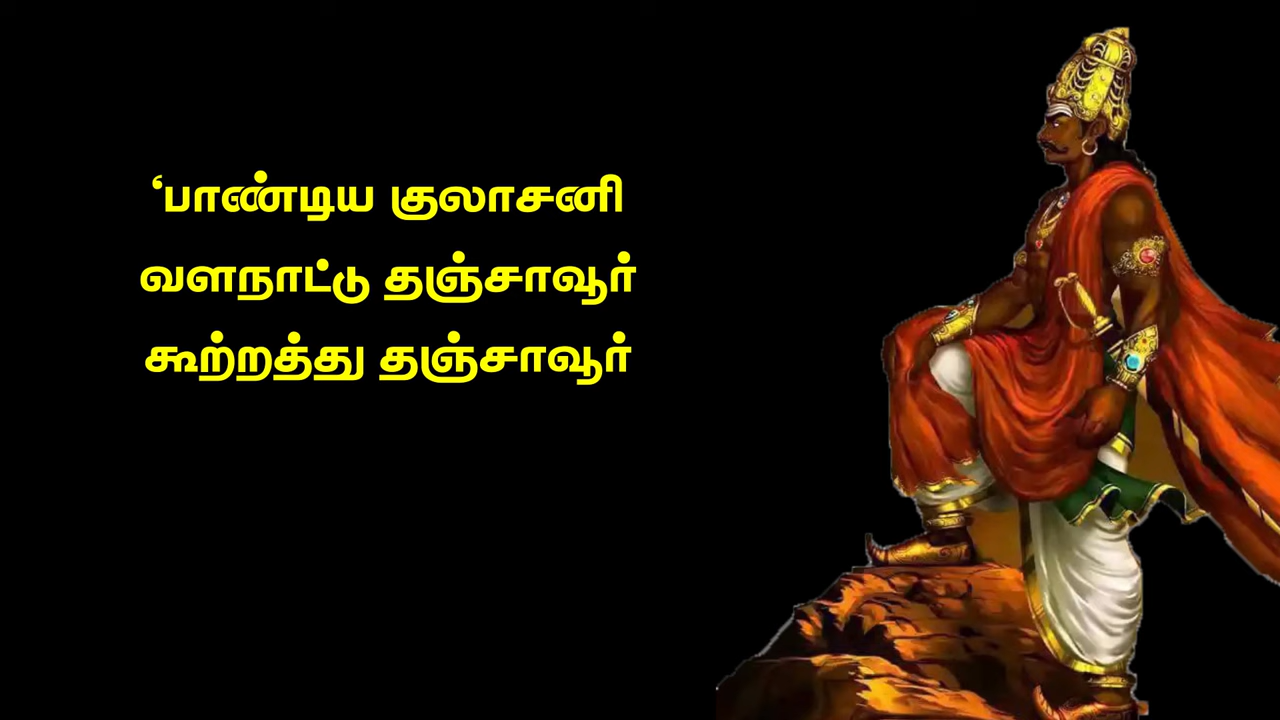 ‘பாண்டிய குலாசனி
வளநாட்டு தஞ்சாவூர்
கூற்றத்து தஞ்சாவூர்